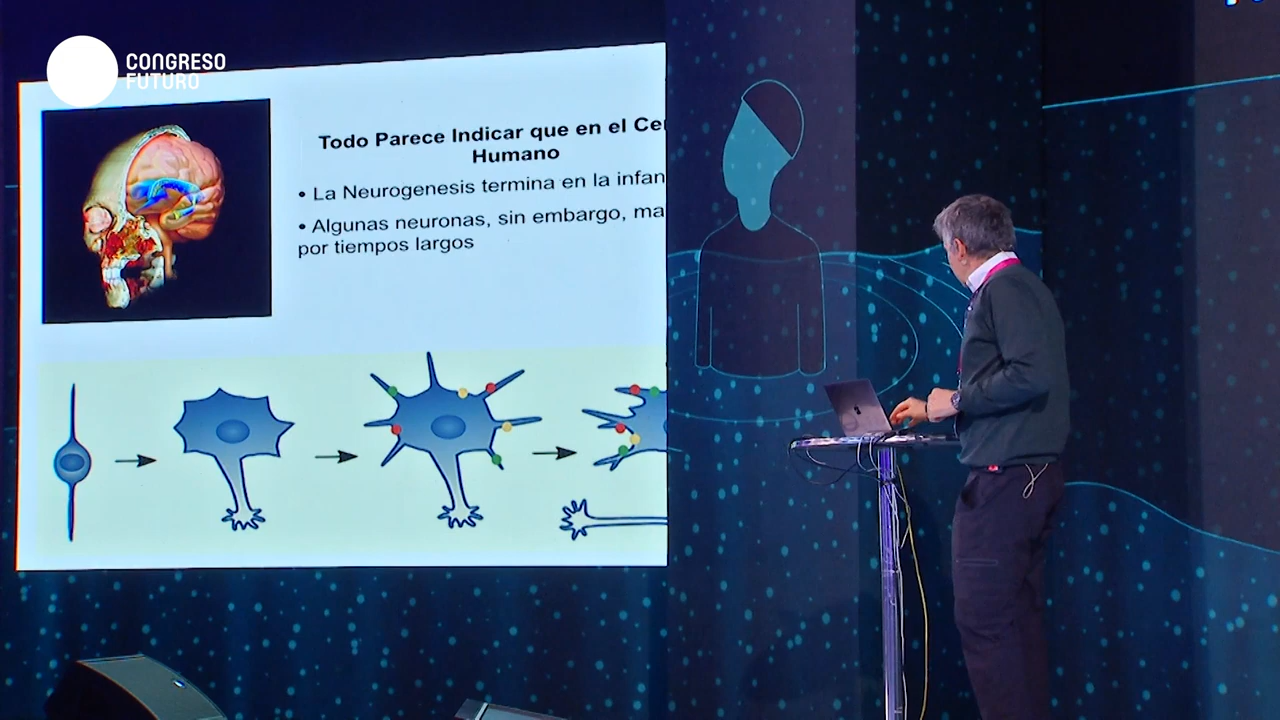 CONGRESO
FUTURO
Todo Parece Indicar que en el Ce
Humano
• La Neurogenesis termina en la infan
• Algunas neuronas, sin embargo, ma
por tiempos largos